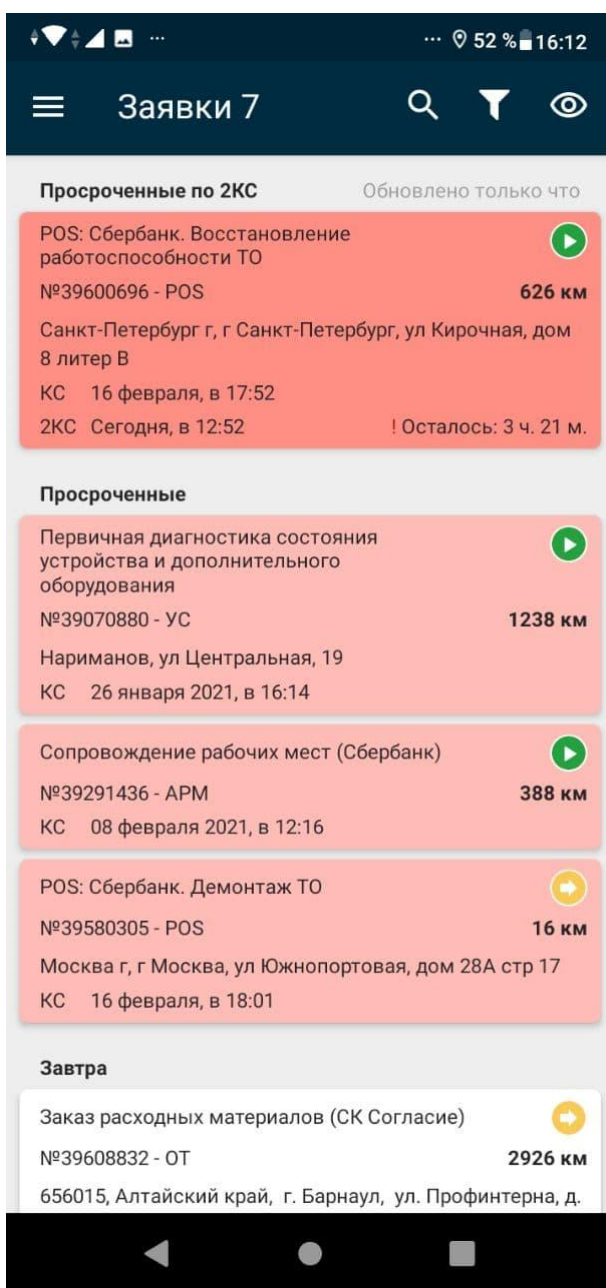 ... ... 52 % 16:12
Заявки 7
Просроченные по 2КС Обновлено только что
POS: Сбербанк. Восстановление
работоспособности ТО
№39600696 - POS 626 км
Санкт-Петербург г, г Санкт-Петербург, ул Кирочная, дом
8 литер В
КС 16 февраля, в 17:52
2КС Сегодня, в 12:52 ! Осталось: 3 ч. 21 м.
Просроченные
Первичная диагностика состояния
устройства и дополнительного
оборудования
№39070880 - УС 1238 км
Нариманов, ул Центральная, 19
КС 26 января 2021, в 16:14
Сопровождение рабочих мест (Сбербанк)
№39291436 - АРМ 388 км
КС 08 февраля 2021, в 12:16
POS: Сбербанк. Демонтаж ТО
№39580305 - POS 16 км
Москва г, г Москва, ул Южнопортовая, дом 28А стр 17
КС 16 февраля, в 18:01
Завтра
Заказ расходных материалов (СК Согласие)
№39608832 - ОТ 2926 км
656015, Алтайский край, г. Барнаул, ул. Профинтерна, д.